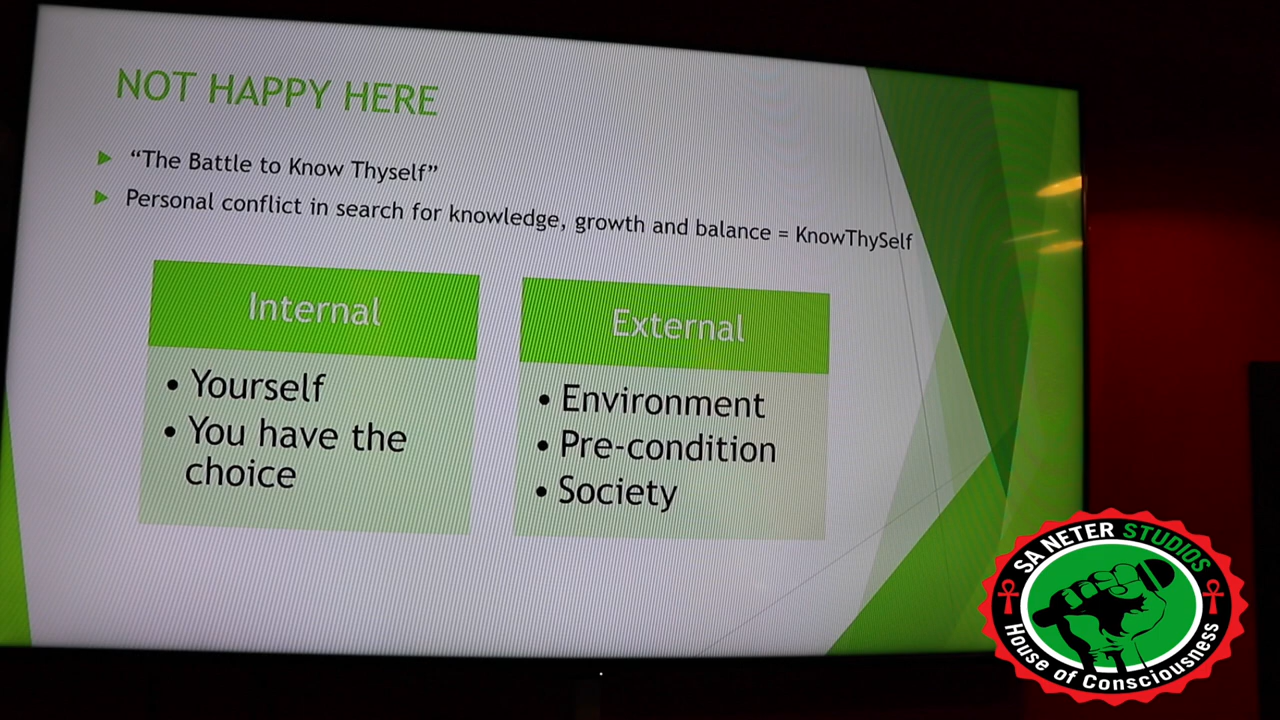 NOT HAPPY HERE
“The Battle to Know Thyself”
Personal conflict in search for knowledge, growth and balance = KnowThySelf
Internal
• Yourself
• You have the
choice
External
• Environment
• Pre-condition
• Society
SA NETER STUDIOS
House of Consciousness